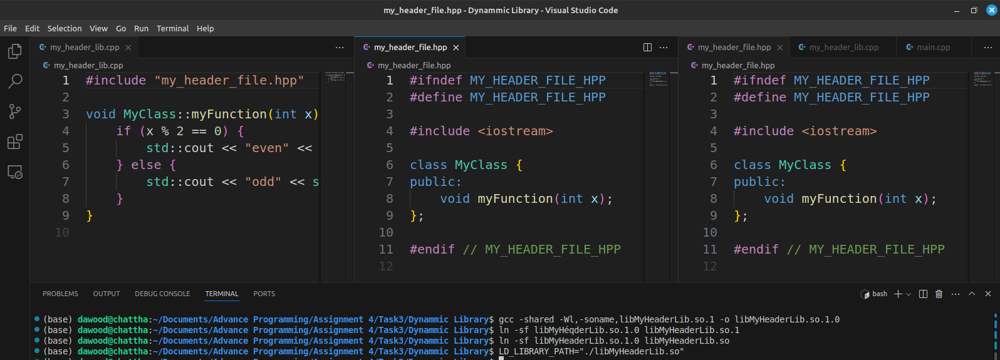 my_header_file.hpp - Dynammic Library - Visual Studio Code
File Edit Selection View Go Run Terminal Help
my_header_lib.cpp
my_header_lib.cpp
1 #include "my_header_file.hpp"
2
3 void MyClass::myFunction(int x)
4 if (x % 2 == 0) {
5 std::cout << "even" <<
6 } else {
7 std::cout << "odd" << s
8 }
9 }
10
my_header_file.hpp
my_header_file.hpp
1 #ifndef MY_HEADER_FILE_HPP
2 #define MY_HEADER_FILE_HPP
3
4 #include <iostream>
5
6 class MyClass {
7 public:
8 void myFunction(int x);
9 };
10
11 #endif // MY_HEADER_FILE_HPP
12
my_header_file.hpp my_header_lib.cpp main.cpp
my_header_file.hpp
1 #ifndef MY_HEADER_FILE_HPP
2 #define MY_HEADER_FILE_HPP
3
4 #include <iostream>
5
6 class MyClass {
7 public:
8 void myFunction(int x);
9 };
10
11 #endif // MY_HEADER_FILE_HPP
12
PROBLEMS OUTPUT DEBUG CONSOLE TERMINAL PORTS bash
(base) dawood@chattha:~/Documents/Advance Programming/Assignment 4/Task3/Dynammic Library$ gcc -shared -Wl,-soname,libMyHeaderLib.so.1 -o libMyHeaderLib.so.1.0
(base) dawood@chattha:~/Documents/Advance Programming/Assignment 4/Task3/Dynammic Library$ ln -sf libMyHéqderLib.so.1.0 libMyHeaderLib.so.1
(base) dawood@chattha:~/Documents/Advance Programming/Assignment 4/Task3/Dynammic Library$ ln -sf libMyHeaderLib.so.1.0 libMyHeaderLib.so
(base) dawood@chattha:~/Documents/Advance Programming/Assignment 4/Task3/Dynammic Library$ LD_LIBRARY_PATH="./libMyHeaderLib.so"